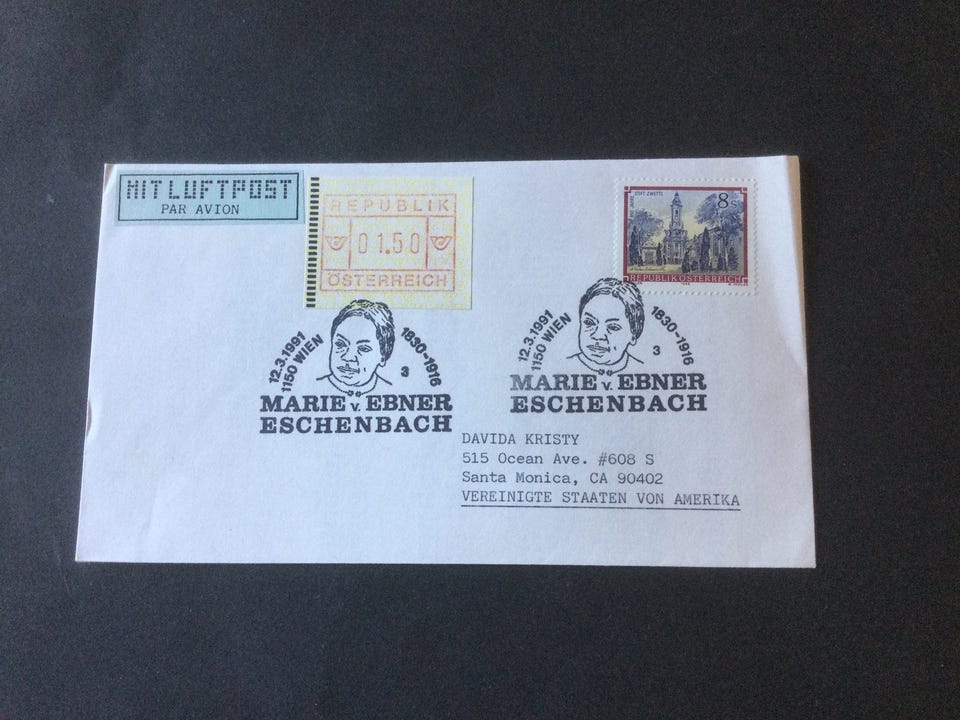 MIT LUFTPOST
PAR AVION
REPUBLIK
01.50
ÖSTERREICH
STIFT ZWETTL
8 S
REPUBLIK ÖSTERREICH
12.3.1991
1150 WIEN
1830-1916
3
MARIE v. EBNER
ESCHENBACH
12.3.1991
1150 WIEN
1830-1916
3
MARIE v. EBNER
ESCHENBACH
DAVIDA KRISTY
515 Ocean Ave. #608 S
Santa Monica, CA 90402
VEREINIGTE STAATEN VON AMERIKA